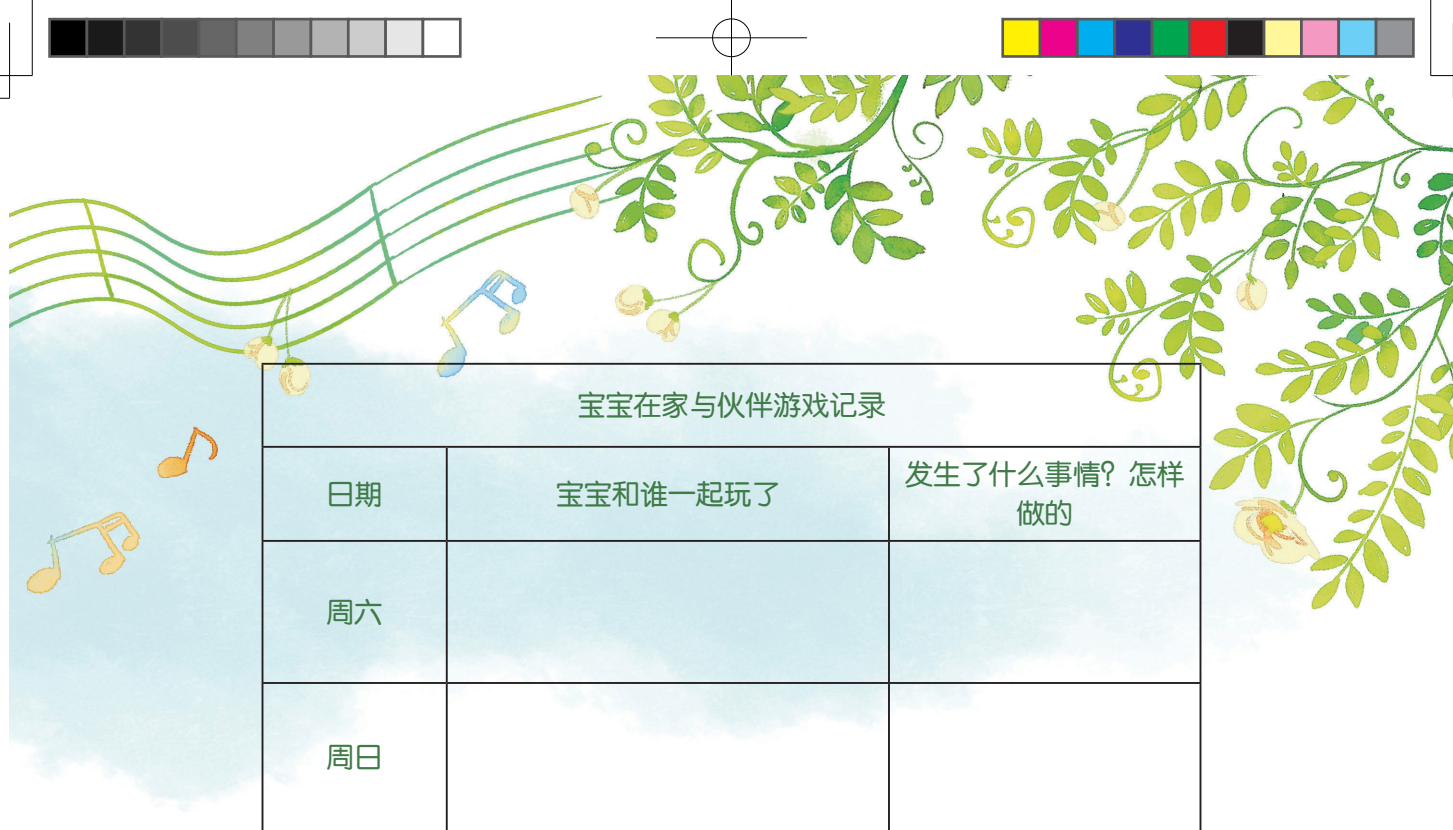 宝宝在家与伙伴游戏记录
日期
宝宝和谁一起玩了
发生了什么事情？怎样
做的
周六
周日